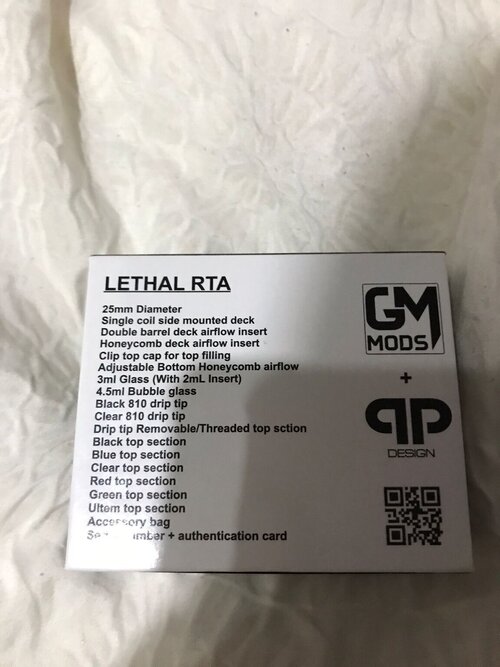 LETHAL RTA
25mm Diameter
Single coil side mounted deck
Double barrel deck airflow insert
Honeycomb deck airflow insert
Clip top cap for top filling
Adjustable Bottom Honeycomb airflow
3ml Glass (With 2mL Insert)
4.5ml Bubble glass
Black 810 drip tip
Clear 810 drip tip
Drip tip Removable/Threaded top sction
Black top section
Blue top section
Clear top section
Red top section
Green top section
Ultem top section
Accessory bag
+ authentication card
GM
MODS
+
QP
DESIGN